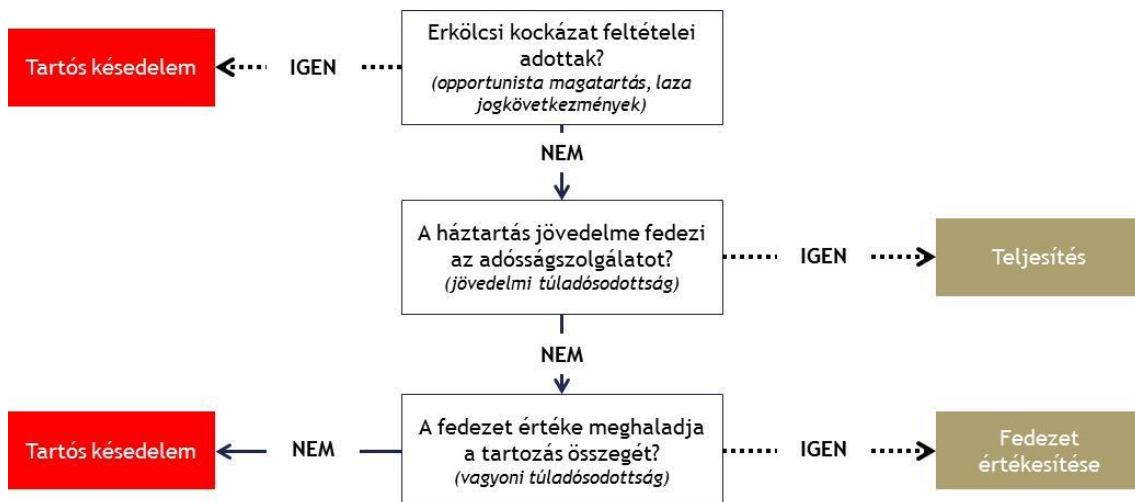 Erkölcsi kockázat feltételei
adottak?
(opportunista magatartás, laza
jogkövetkezmények)
IGEN
Tartós késedelem
NEM
A háztartás jövedelme fedezi
az adósságszolgálatot?
(jövedelmi túladósodottság)
IGEN
Teljesítés
NEM
A fedezet értéke meghaladja
a tartozás összegét?
(vagyoni túladósodottság)
NEM
Tartós késedelem
IGEN
Fedezet
értékesítése